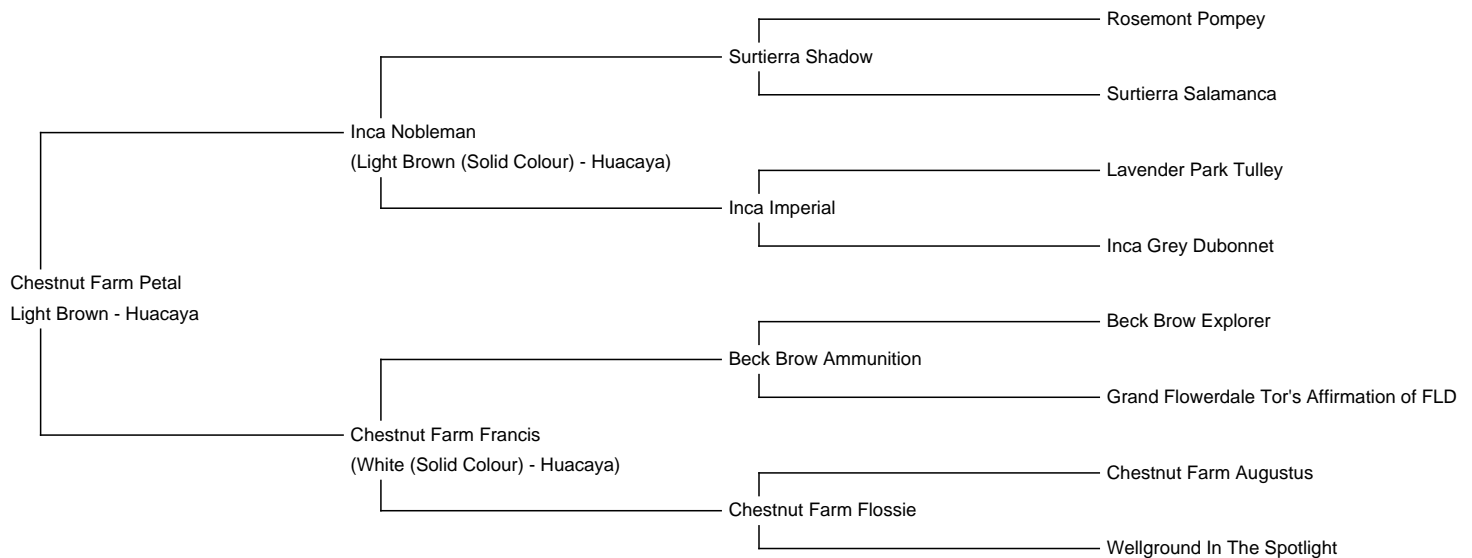 Rosemont Pompey
Surtierra Shadow
Surtierra Salamanca
Inca Nobleman
(Light Brown (Solid Colour) - Huacaya)
Lavender Park Tulley
Inca Imperial
Inca Grey Dubonnet
Chestnut Farm Petal
Light Brown - Huacaya
Beck Brow Explorer
Beck Brow Ammunition
Grand Flowerdale Tor's Affirmation of FLD
Chestnut Farm Francis
(White (Solid Colour) - Huacaya)
Chestnut Farm Augustus
Chestnut Farm Flossie
Wellground In The Spotlight